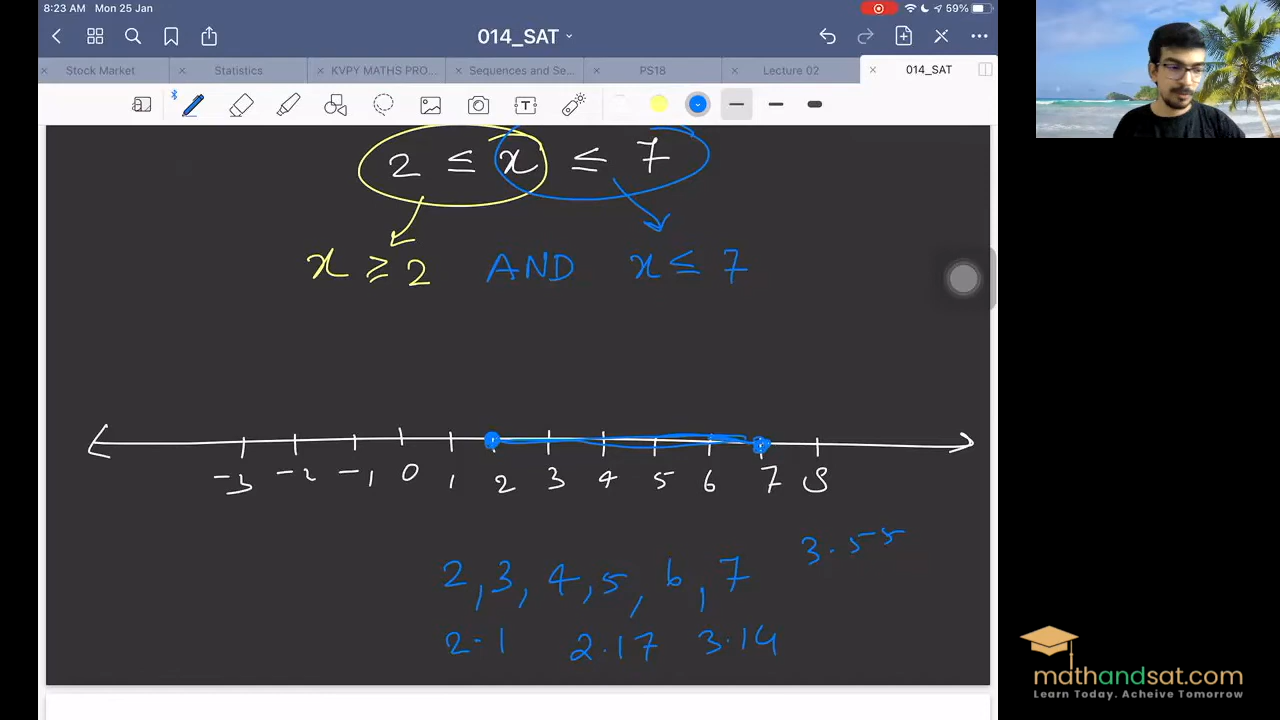 8:23 AM Mon 25 Jan
59%
014_SAT
Stock Market
Statistics
KVPY MATHS PRO...
Sequences and Se...
PS18
Lecture 02
014_SAT
T
2 ≤ x ≤ 7
x ≥ 2 AND x ≤ 7
-3 -2 -1 0 1 2 3 4 5 6 7 8
3.55
2, 3, 4, 5, 6, 7
2.1 2.17 3.14
mathandsat.com
Learn Today. Acheive Tomorrow